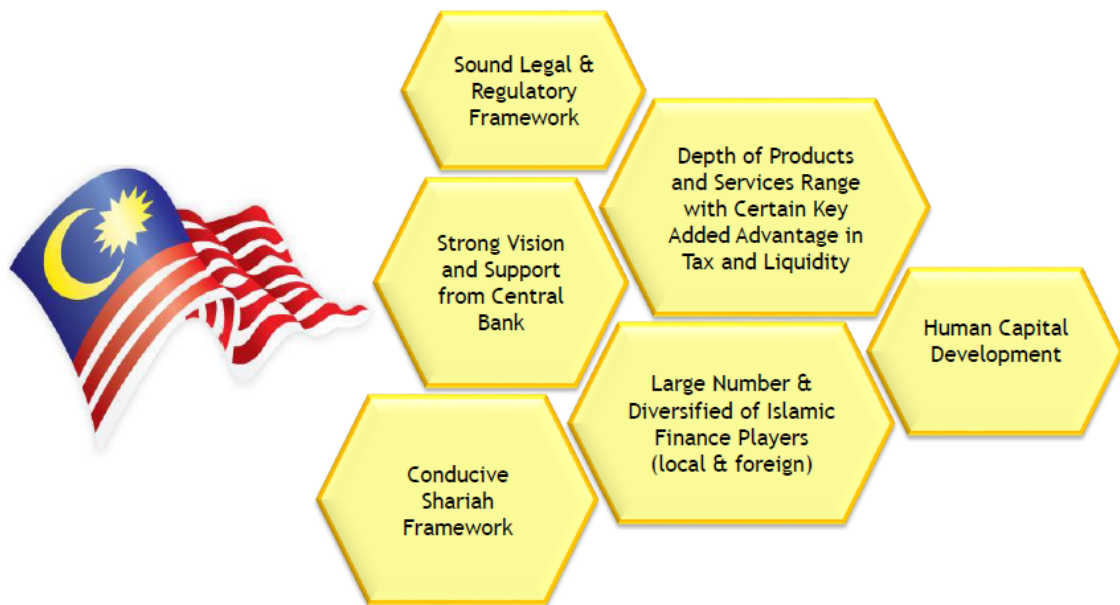 Sound Legal &
Regulatory
Framework
Depth of Products
and Services Range
with Certain Key
Added Advantage in
Tax and Liquidity
Strong Vision
and Support
from Central
Bank
Human Capital
Development
Large Number &
Diversified of Islamic
Finance Players
(local & foreign)
Conducive
Shariah
Framework